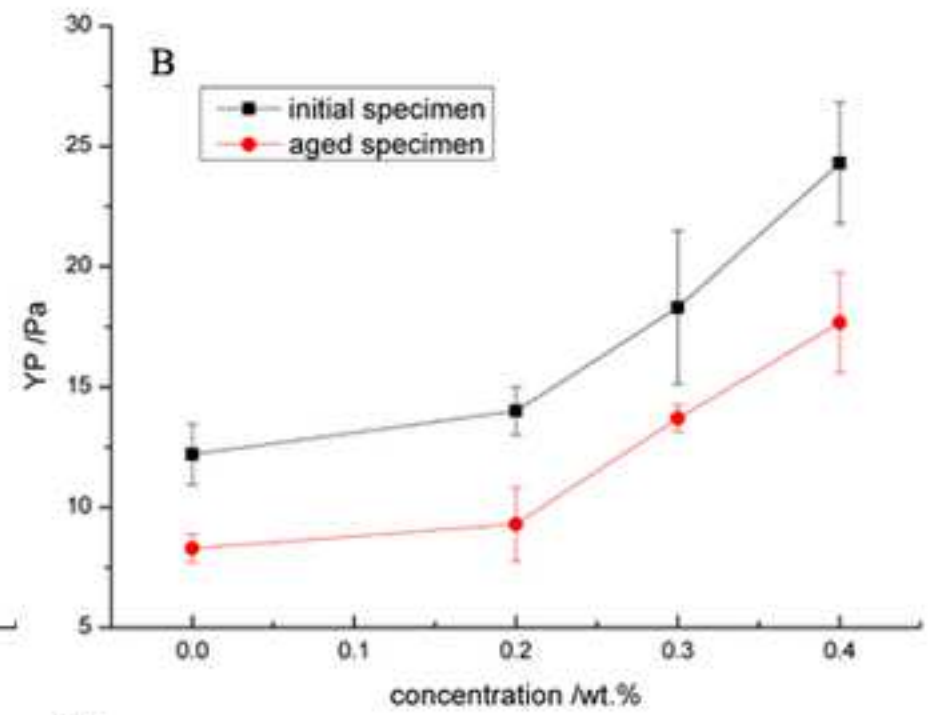 B
initial specimen
aged specimen
YP /Pa
30
25
20
15
10
5
0.0 0.1 0.2 0.3 0.4
concentration /wt.%